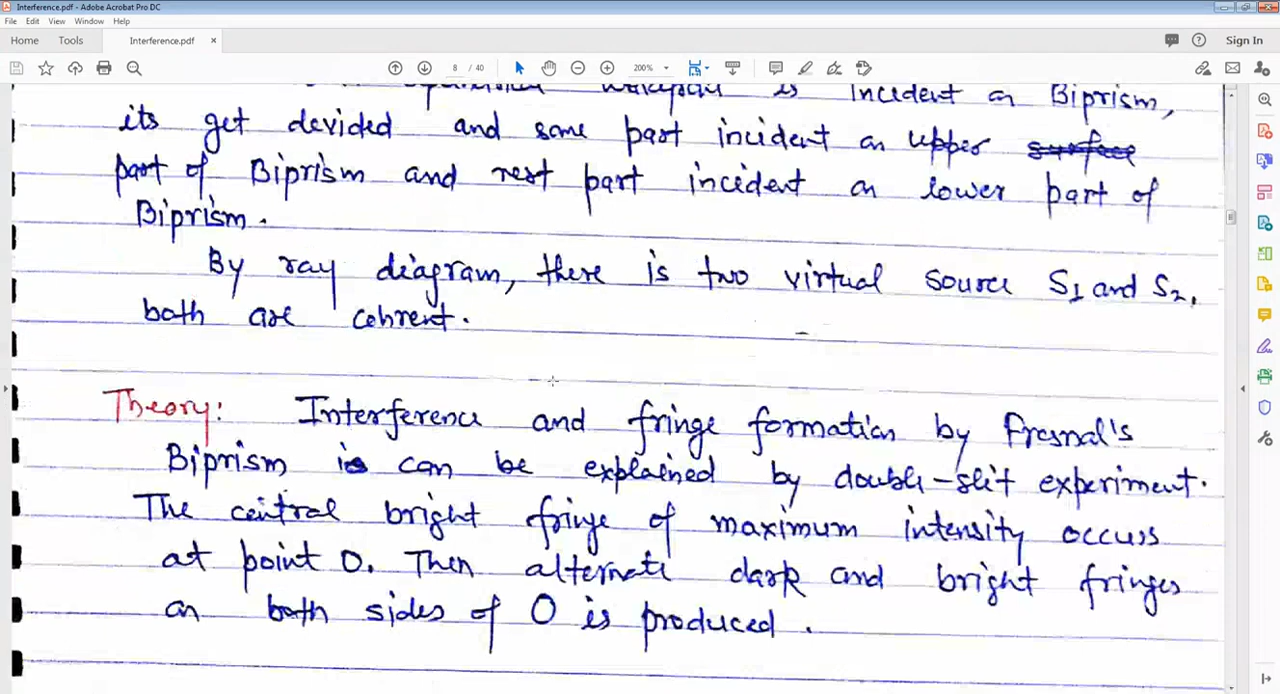 Interference.pdf - Adobe Acrobat Pro DC
File Edit View Window Help
Home Tools Interference.pdf × Sign In
8 / 40 200%
is incident on Biprism,
its get devided and some part incident on upper surface
part of Biprism and rest part incident on lower part of
Biprism.
By ray diagram, there is two virtual source S1 and S2,
both are cohrent.
Theory: Interference and fringe formation by Fresnal's
Biprism is can be explained by double-slit experiment.
The central bright fringe of maximum intensity occurs
at point O. Then alternate dark and bright fringes
on both sides of O is produced.